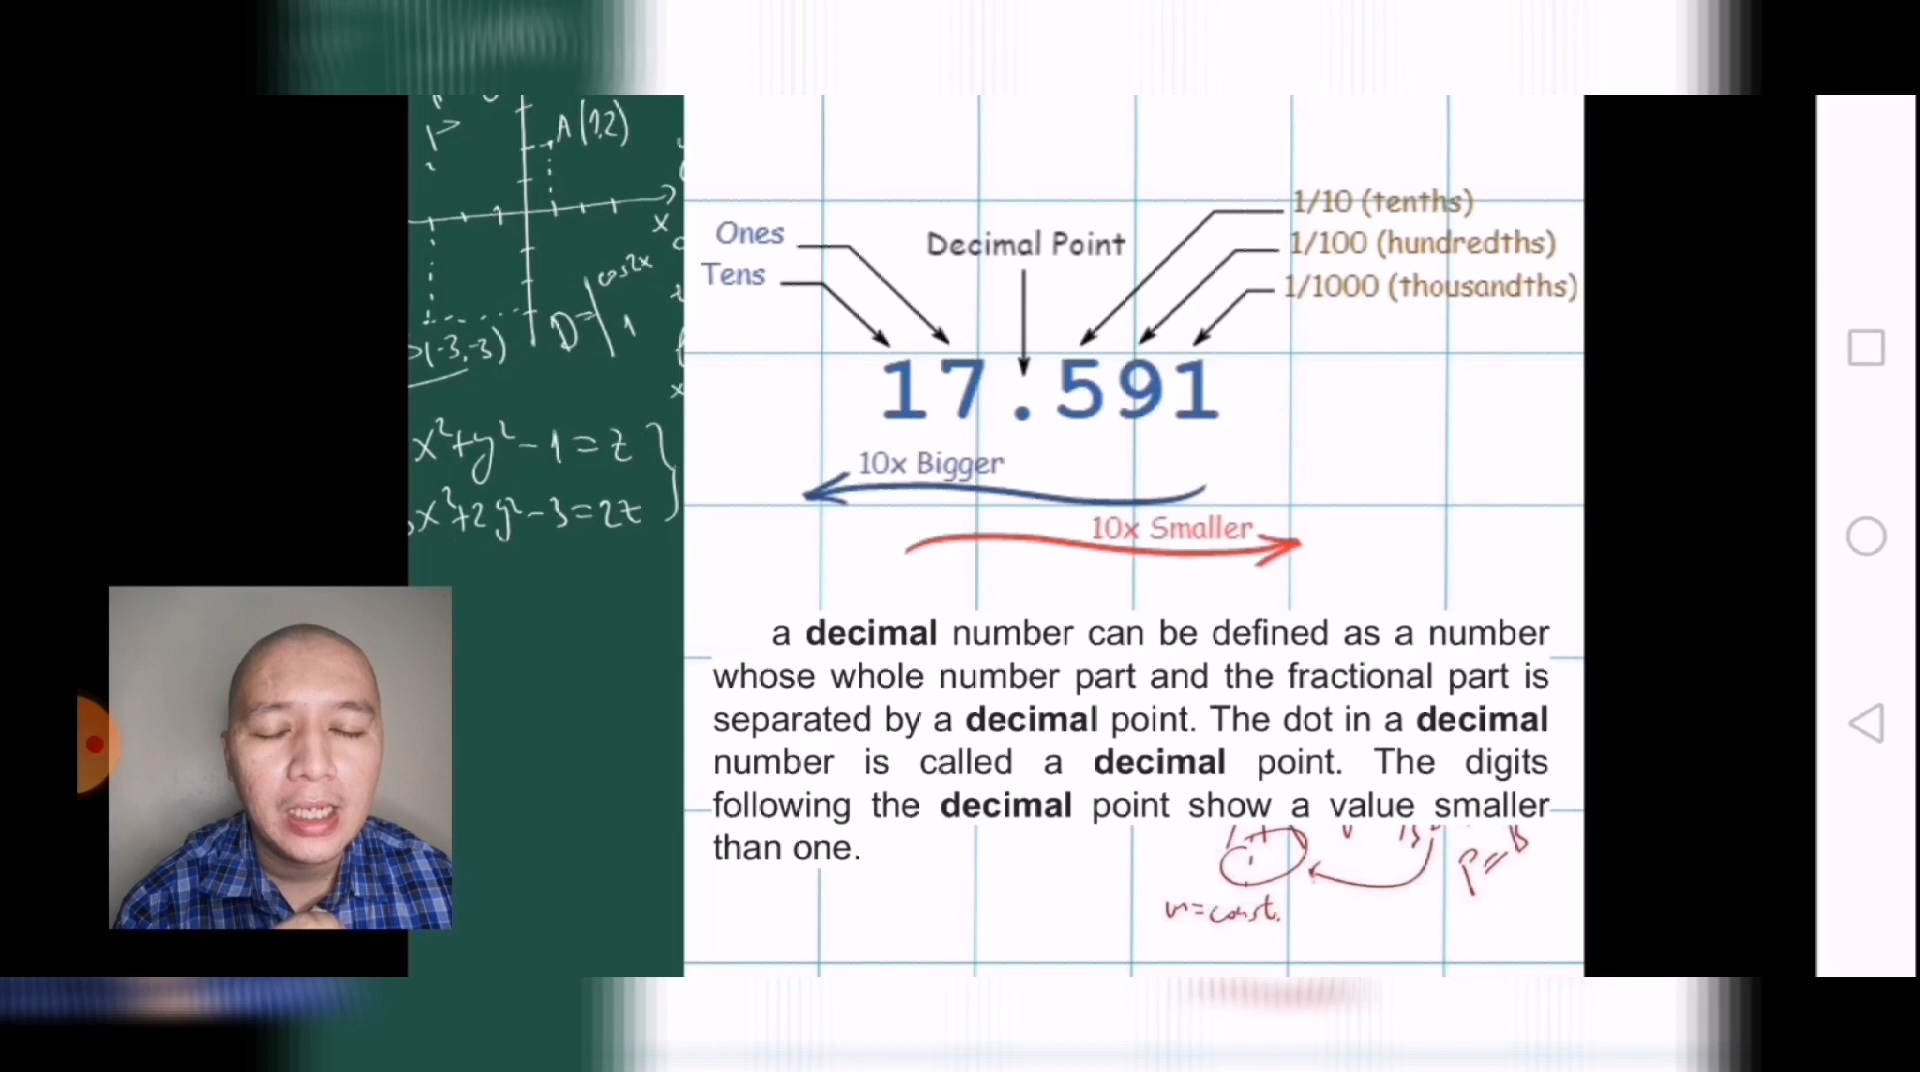 A(1,2)
x
cos2x
D=
1
(-3,-3)
x²+y²-1=z
x²+2y²-3=2z
Ones
Tens
Decimal Point
1/10 (tenths)
1/100 (hundredths)
1/1000 (thousandths)
17.591
10x Bigger
10x Smaller
a decimal number can be defined as a number
whose whole number part and the fractional part is
separated by a decimal point. The dot in a decimal
number is called a decimal point. The digits
following the decimal point show a value smaller
than one.
m=const.